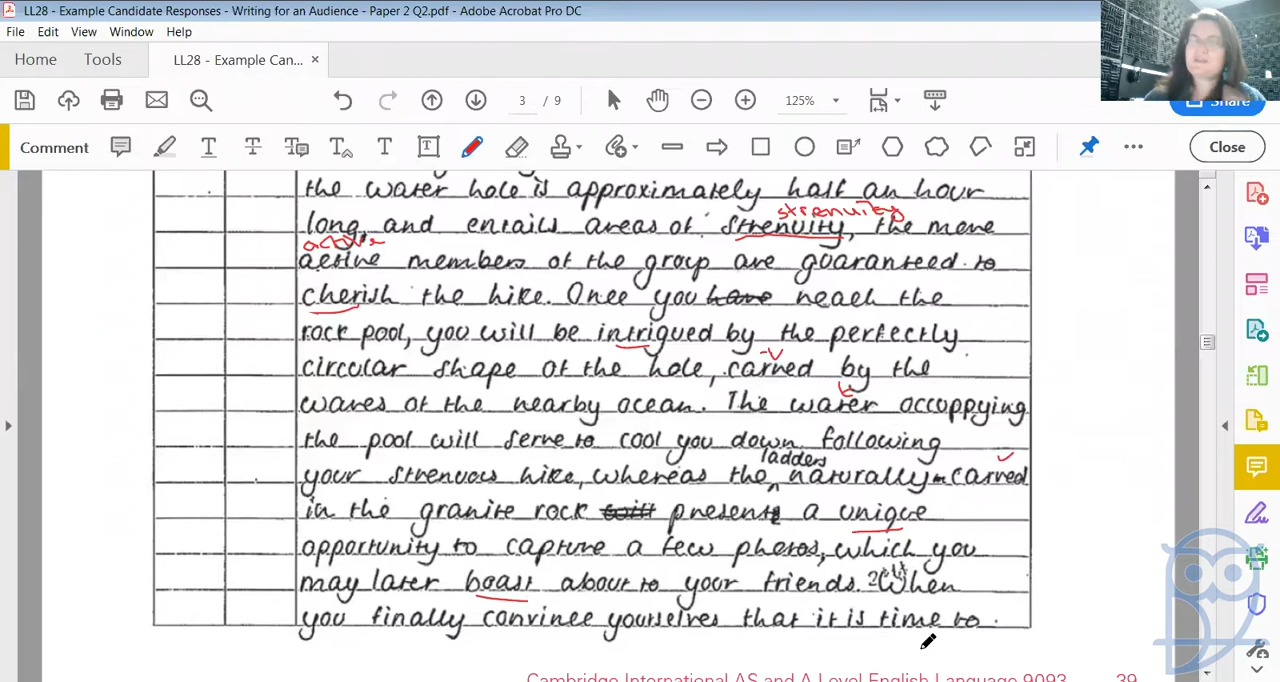 LL28 - Example Candidate Responses - Writing for an Audience - Paper 2 Q2.pdf - Adobe Acrobat Pro DC
File Edit View Window Help
Home Tools LL28 - Example Can... ×
3 / 9 125%
Share
Comment Close
the water hole is approximately half an hour
strenuity
long, and entails areas of strenuity, the more
active
active members of the group are guaranteed to
cherish the hike. Once you have reach the
rock pool, you will be intrigued by the perfectly
circular shape of the hole, carved by the
waves of the nearby ocean. The water accoppying
the pool will serve to cool you down following
ladders
your strenuous hike, whereas the naturally-carved
in the granite rock presents a unique
opportunity to capture a few photos, which you
may later boast about to your friends. When
you finally convince yourselves that it is time to
Cambridge International AS and A Level English Language 9093 39